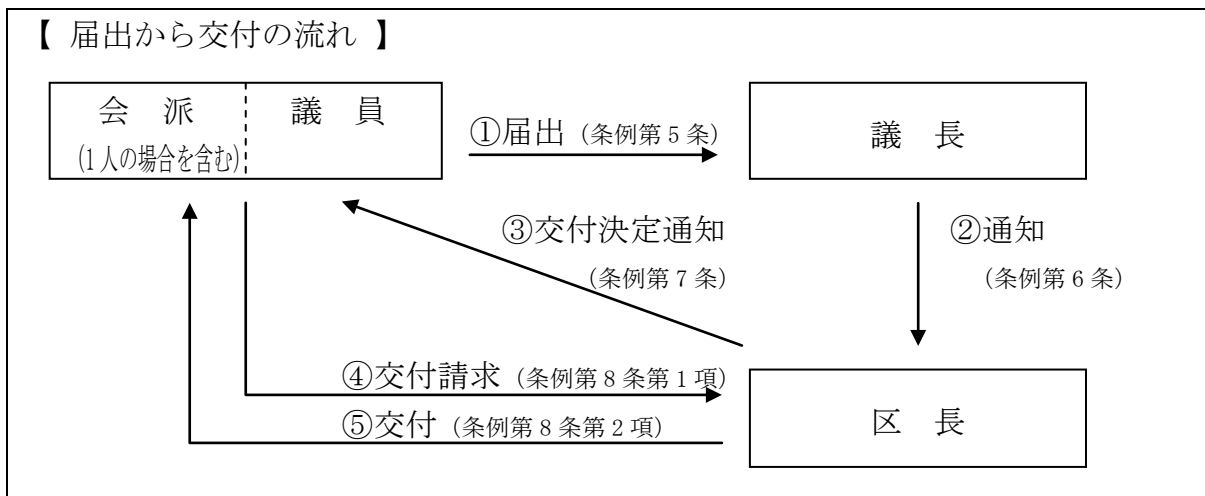 【 届出から交付の流れ 】
会 派
議 員
(1人の場合を含む)
①届出（条例第５条）
議 長
③交付決定通知
（条例第７条）
②通知
（条例第６条）
④交付請求（条例第８条第１項）
⑤交付（条例第８条第２項）
区 長